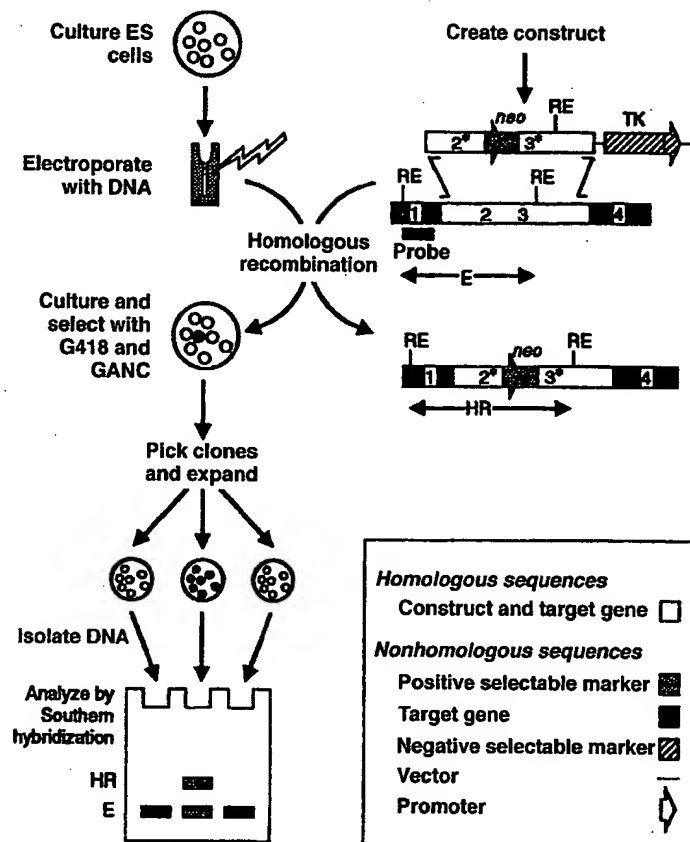 Culture ES
cells
Electroporate
with DNA
Homologous
recombination
Culture and
select with
G418 and
GANC
Pick clones
and expand
Isolate DNA
Analyze by
Southern
hybridization
HR
E
Create construct
RE
neo
TK
2* 3*
RE RE
1 2 3 4
Probe
E
RE neo RE
1 2* 3* 4
HR
Homologous sequences
Construct and target gene
Nonhomologous sequences
Positive selectable marker
Target gene
Negative selectable marker
Vector
Promoter